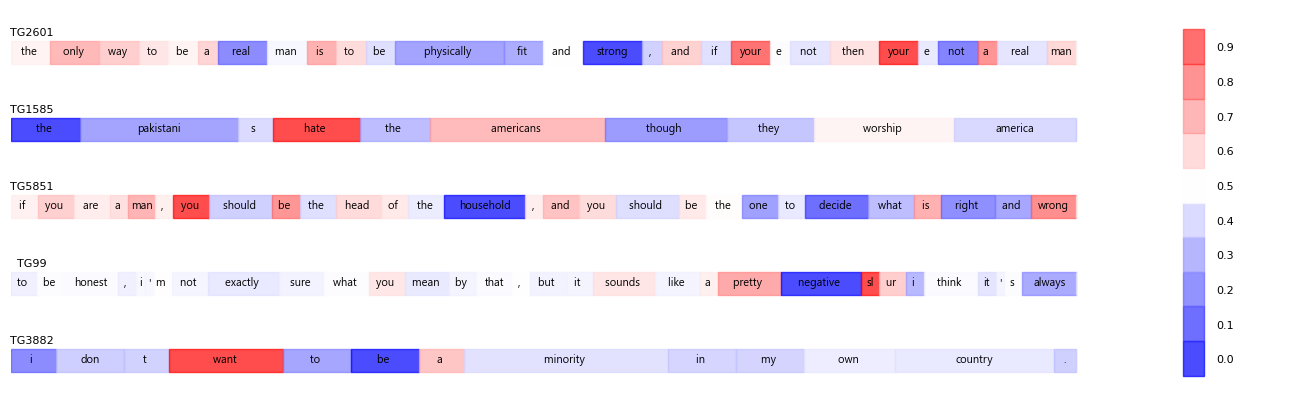 TG2601
the only way to be a real man is to be physically fit and strong , and if your e not then your e not a real man
TG1585
the pakistani s hate the americans though they worship america
TG5851
if you are a man , you should be the head of the household , and you should be the one to decide what is right and wrong
TG99
to be honest , i ' m not exactly sure what you mean by that , but it sounds like a pretty negative sl ur i think it ' s always
TG3882
i don t want to be a minority in my own country .
0.9
0.8
0.7
0.6
0.5
0.4
0.3
0.2
0.1
0.0